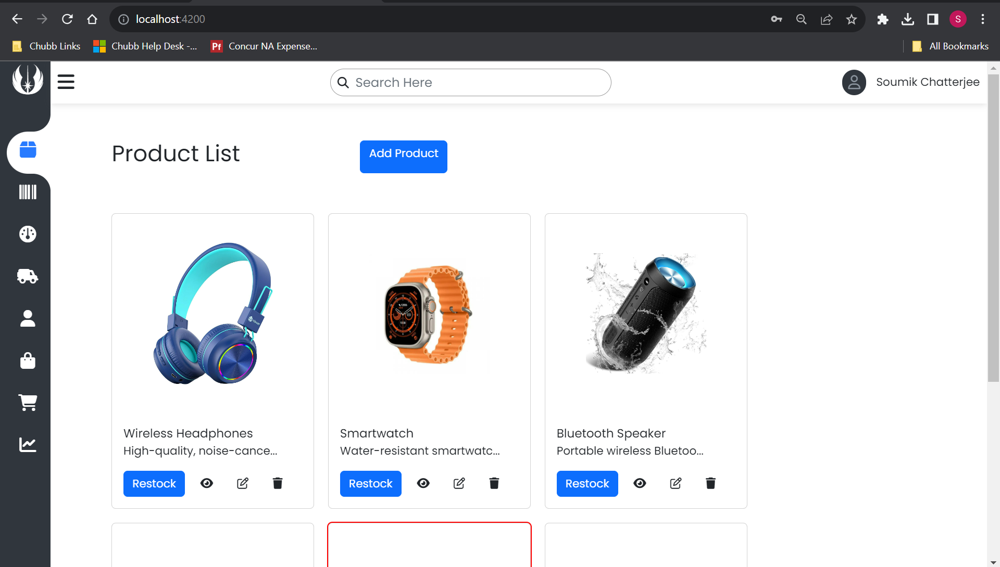 localhost:4200
S
Chubb Links
Chubb Help Desk -...
Pf
Concur NA Expense...
All Bookmarks
Search Here
Soumik Chatterjee
Product List
Add Product
Wireless Headphones
High-quality, noise-cance...
Restock
Smartwatch
Water-resistant smartwatc...
Restock
Bluetooth Speaker
Portable wireless Bluetoo...
Restock